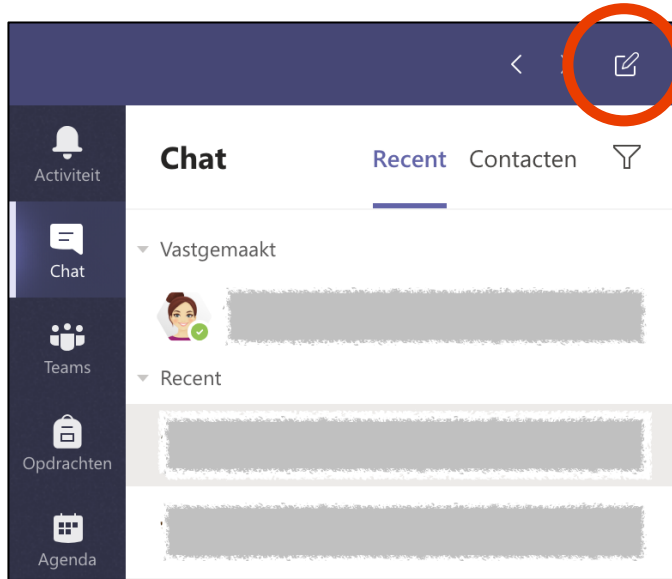 Activiteit
Chat
Recent Contacten
Vastgemaakt
Chat
Teams
Recent
Opdrachten
Agenda